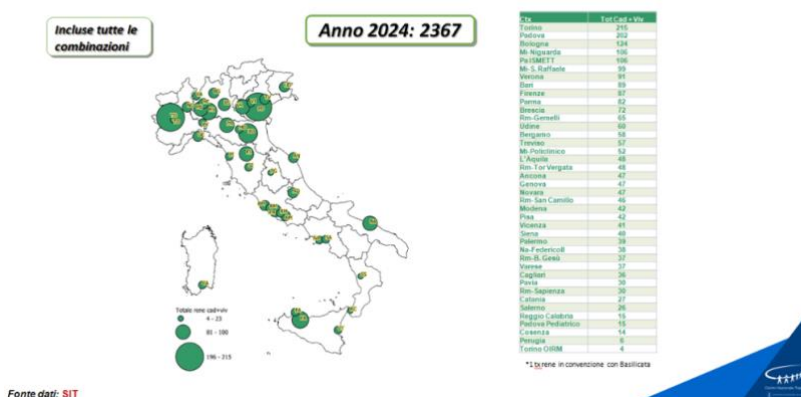 Incluse tutte le
combinazioni
Anno 2024: 2367
Ctx Tot Cad + Viv
Torino 215
Padova 202
Bologna 124
Mi-Niguarda 106
Pa ISMETT 106
Mi-S. Raffaele 99
Verona 91
Bari 89
Firenze 87
Parma 82
Brescia 72
Rm-Gemelli 65
Udine 60
Bergamo 58
Treviso 57
Mi-Policlinico 52
L'Aquila 48
Rm-Tor Vergata 48
Ancona 47
Genova 47
Novara 47
Rm-San Camillo 46
Modena 42
Pisa 42
Vicenza 41
Siena 40
Palermo 39
Na-FedericoII 38
Rm-B. Gesù 37
Varese 37
Cagliari 36
Pavia 30
Rm-Sapienza 30
Catania 27
Salerno 26
Reggio Calabria 15
Padova Pediatrico 15
Cosenza 14
Perugia 6
Torino OIRM 4
*1 tx rene in convenzione con Basilicata
Totale rene cad+viv
4 - 23
81 - 100
196 - 215
Fonte dati: SIT